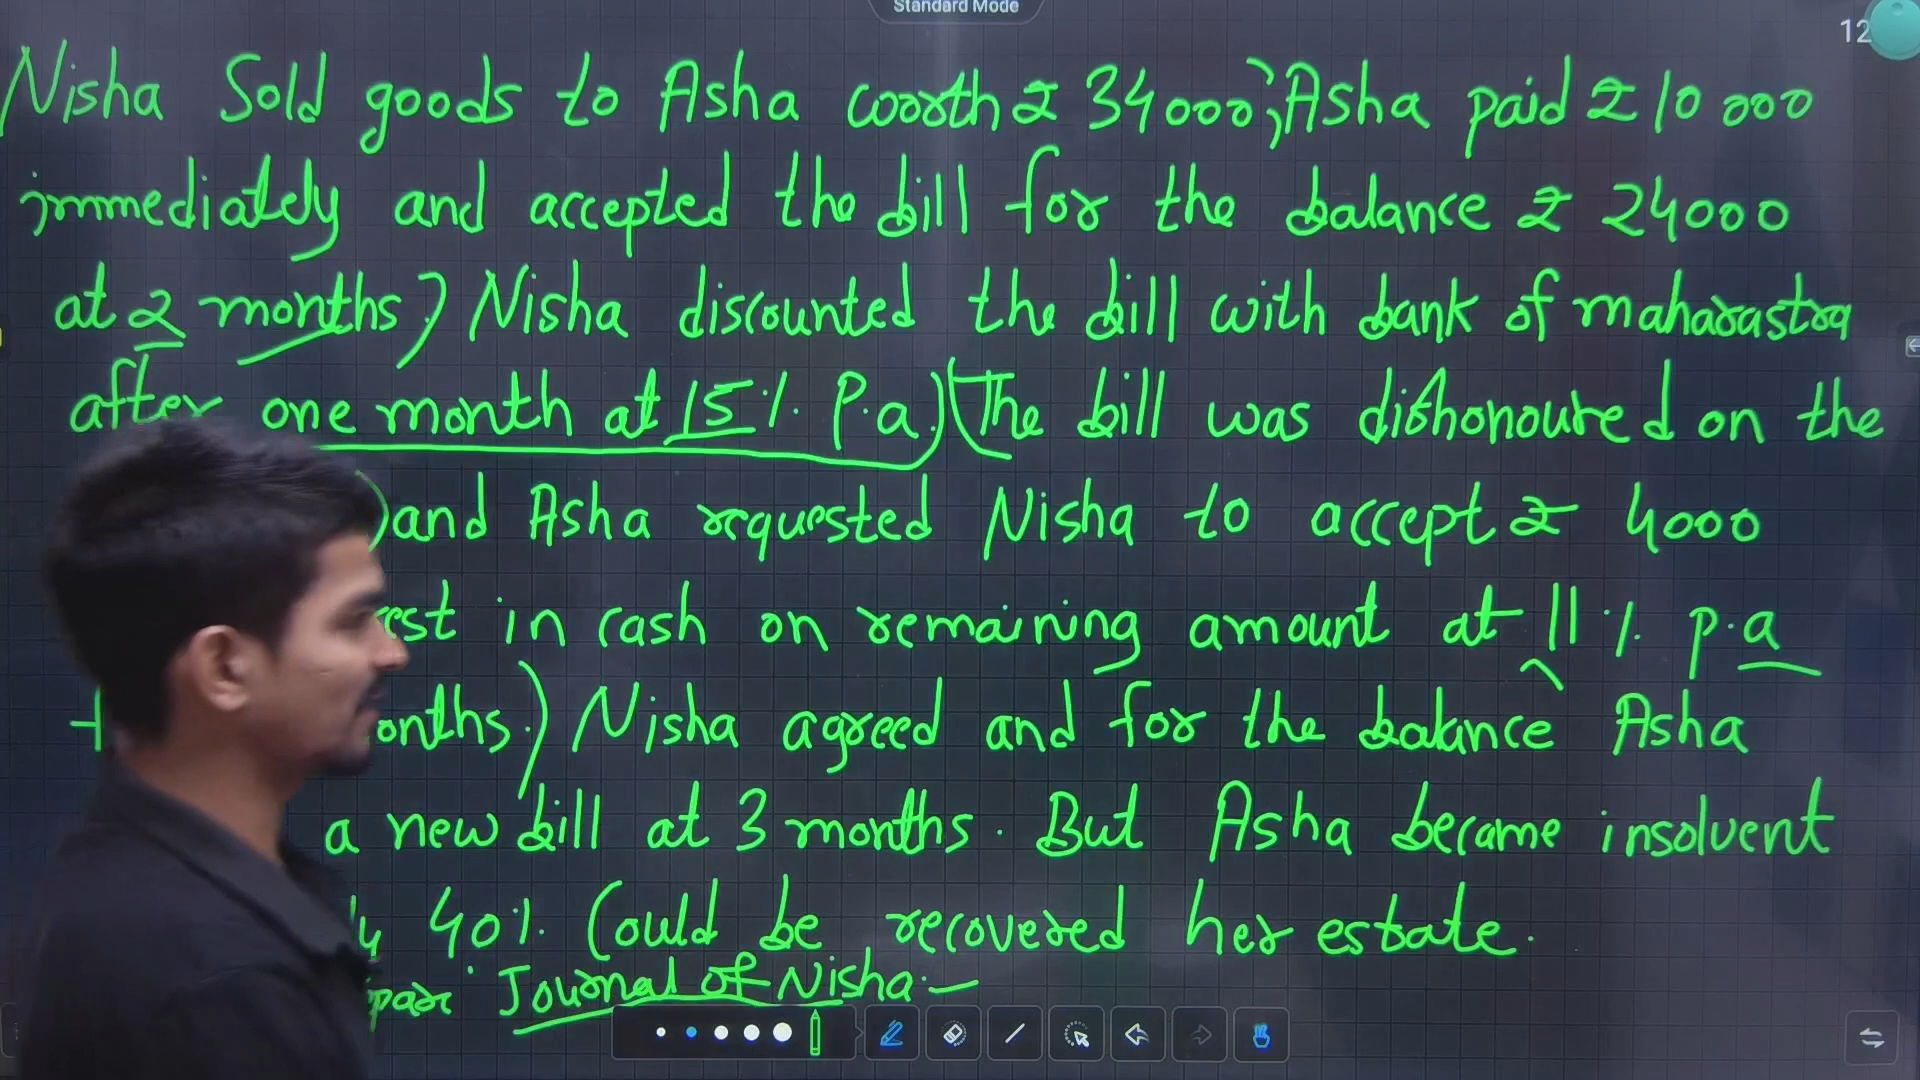 Standard Mode
12
Nisha Sold goods to Asha worth ₹ 34000; Asha paid ₹ 10 000
immediately and accepted the bill for the balance ₹ 24000
at 2 months) Nisha discounted the bill with bank of maharastra
after one month at 15 % P.a.) (The bill was dishonoured on the
) and Asha requested Nisha to accept ₹ 4000
in cash on remaining amount at 11 % p.a
Nisha agreed and for the balance Asha
a new bill at 3 months. But Asha became insolvent
40%. Could be recovered her estate.
Journal of Nisha:-